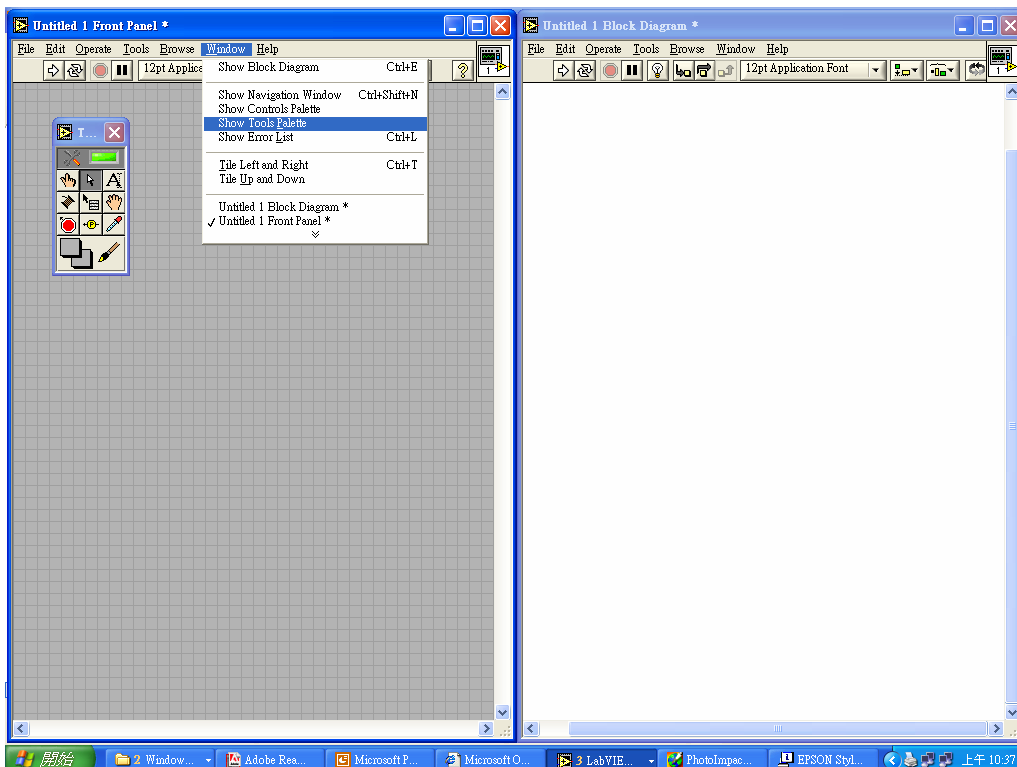 Untitled 1 Front Panel *
File Edit Operate Tools Browse Window Help
12pt Applica
?
1
Show Block Diagram Ctrl+E
Show Navigation Window Ctrl+Shift+N
Show Controls Palette
Show Tools Palette
Show Error List Ctrl+L
Tile Left and Right Ctrl+T
Tile Up and Down
Untitled 1 Block Diagram *
✓ Untitled 1 Front Panel *
T...
A
P
Untitled 1 Block Diagram *
File Edit Operate Tools Browse Window Help
12pt Application Font
1
開始
2 Window...
Adobe Rea...
Microsoft P...
Microsoft O...
3 LabVIE...
PhotoImpac...
EPSON Styl...
上午 10:37